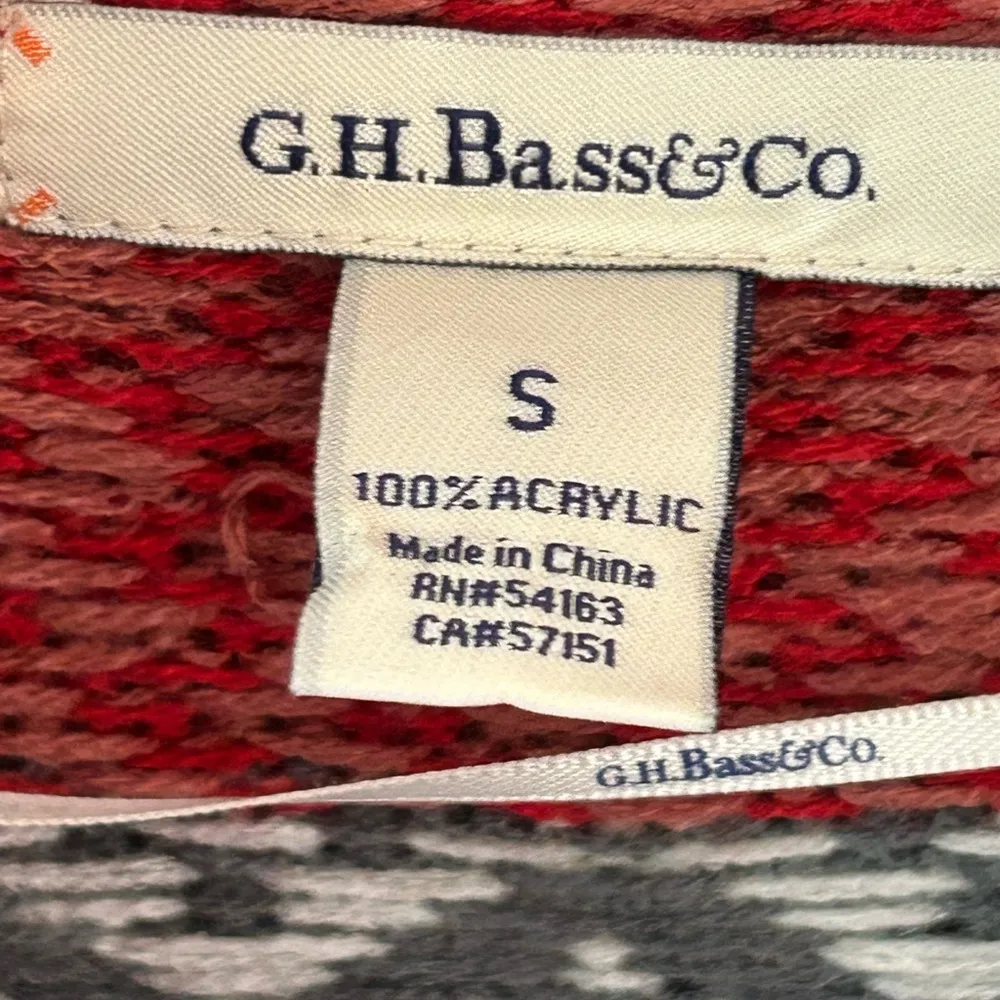 G.H.Bass&Co.
S
100% ACRYLIC
Made in China
RN#54163
CA#57151
G.H.Bass&Co.